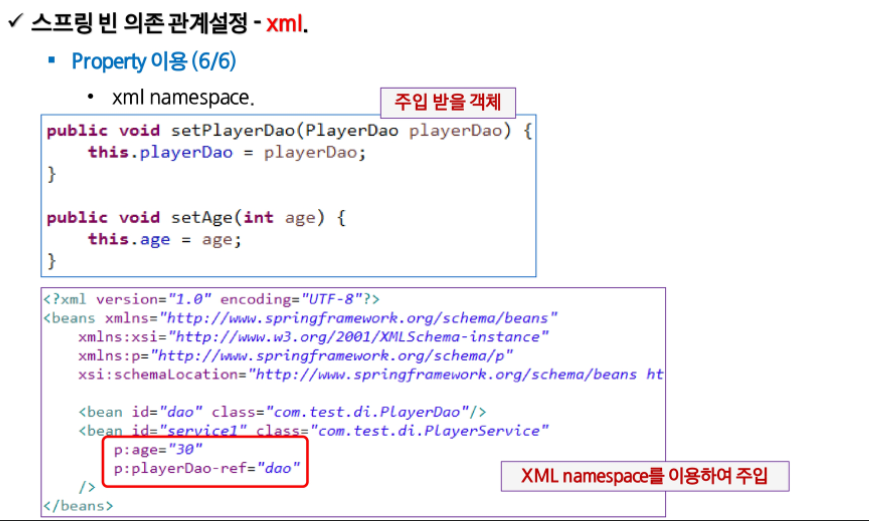 ✓ 스프링 빈 의존 관계설정 - xml.
▪ Property 이용 (6/6)
• xml namespace.
주입 받을 객체
public void setPlayerDao(PlayerDao playerDao) {
    this.playerDao = playerDao;
}
public void setAge(int age) {
    this.age = age;
}
<?xml version="1.0" encoding="UTF-8"?>
<beans xmlns="http://www.springframework.org/schema/beans"
    xmlns:xsi="http://www.w3.org/2001/XMLSchema-instance"
    xmlns:p="http://www.springframework.org/schema/p"
    xsi:schemaLocation="http://www.springframework.org/schema/beans ht
    <bean id="dao" class="com.test.di.PlayerDao"/>
    <bean id="service1" class="com.test.di.PlayerService"
        p:age="30"
        p:playerDao-ref="dao"
    />
</beans>
XML namespace를 이용하여 주입